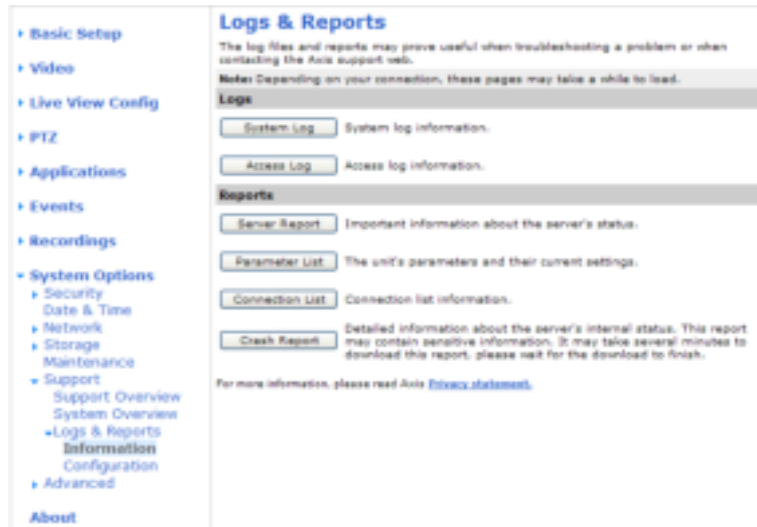 Basic Setup
Video
Live View Config
PTZ
Applications
Events
Recordings
System Options
Security
Date & Time
Network
Storage
Maintenance
Support
Support Overview
System Overview
Logs & Reports
Information
Configuration
Advanced
About
Logs & Reports
The log files and reports may prove useful when troubleshooting a problem or when
contacting the Axis support web.
Note: Depending on your connection, these pages may take a while to load.
Logs
System Log System log information.
Access Log Access log information.
Reports
Server Report Important information about the server's status.
Parameter List The unit's parameters and their current settings.
Connection List Connection list information.
Crash Report Detailed information about the server's internal status. This report
may contain sensitive information. It may take several minutes to
download this report, please wait for the download to finish.
For more information, please read Axis Privacy statement.